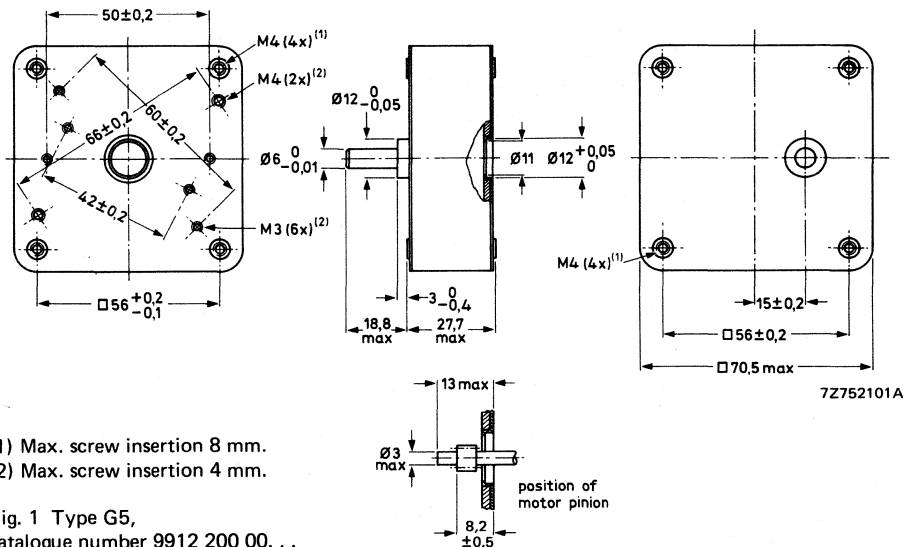 50±0,2
M4 (4x)(1)
M4 (2x)(2)
66±0,2
60±0,2
42±0,2
M3 (6x)(2)
□56 +0,2 -0,1
Ø12 0 -0,05
Ø6 0 -0,01
Ø11
Ø12 +0,05 0
3 0 -0,4
18,8 max
27,7 max
M4 (4x)(1)
15±0,2
□56±0,2
□70,5 max
7Z752101A
13 max
Ø3 max
8,2 ±0,5
position of
motor pinion
1) Max. screw insertion 8 mm.
2) Max. screw insertion 4 mm.
ig. 1 Type G5,
atalogue number 9912 200 00. . .